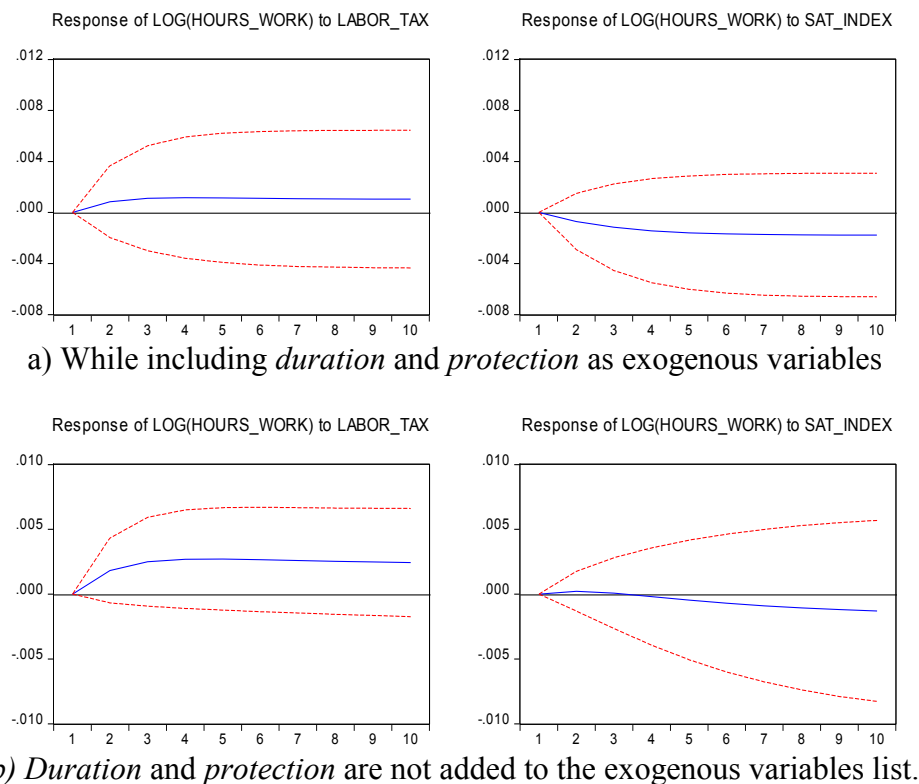 Response of LOG(HOURS_WORK) to LABOR_TAX
Response of LOG(HOURS_WORK) to SAT_INDEX
.012
.008
.004
.000
-.004
-.008
1 2 3 4 5 6 7 8 9 10
.012
.008
.004
.000
-.004
-.008
1 2 3 4 5 6 7 8 9 10
a) While including duration and protection as exogenous variables
Response of LOG(HOURS_WORK) to LABOR_TAX
Response of LOG(HOURS_WORK) to SAT_INDEX
.010
.005
.000
-.005
-.010
1 2 3 4 5 6 7 8 9 10
.010
.005
.000
-.005
-.010
1 2 3 4 5 6 7 8 9 10
b) Duration and protection are not added to the exogenous variables list.